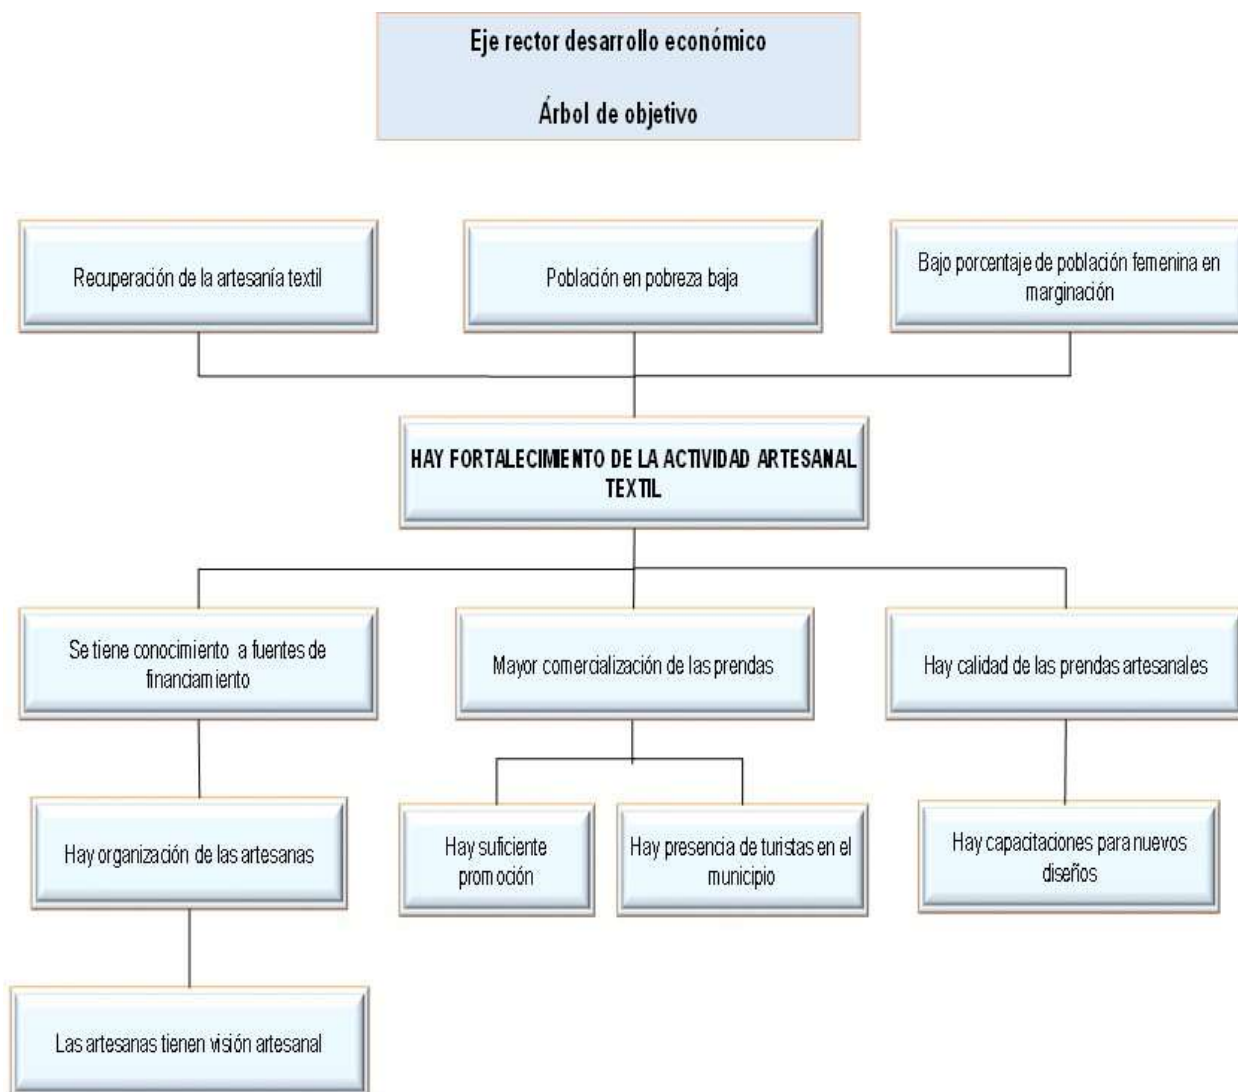 Eje rector desarrollo económico
Árbol de objetivo
Recuperación de la artesanía textil
Población en pobreza baja
Bajo porcentaje de población femenina en
marginación
HAY FORTALECIMIENTO DE LA ACTIVIDAD ARTESANAL
TEXTIL
Se tiene conocimiento a fuentes de
financiamiento
Mayor comercialización de las prendas
Hay calidad de las prendas artesanales
Hay organización de las artesanas
Hay suficiente
promoción
Hay presencia de turistas en el
municipio
Hay capacitaciones para nuevos
diseños
Las artesanas tienen visión artesanal